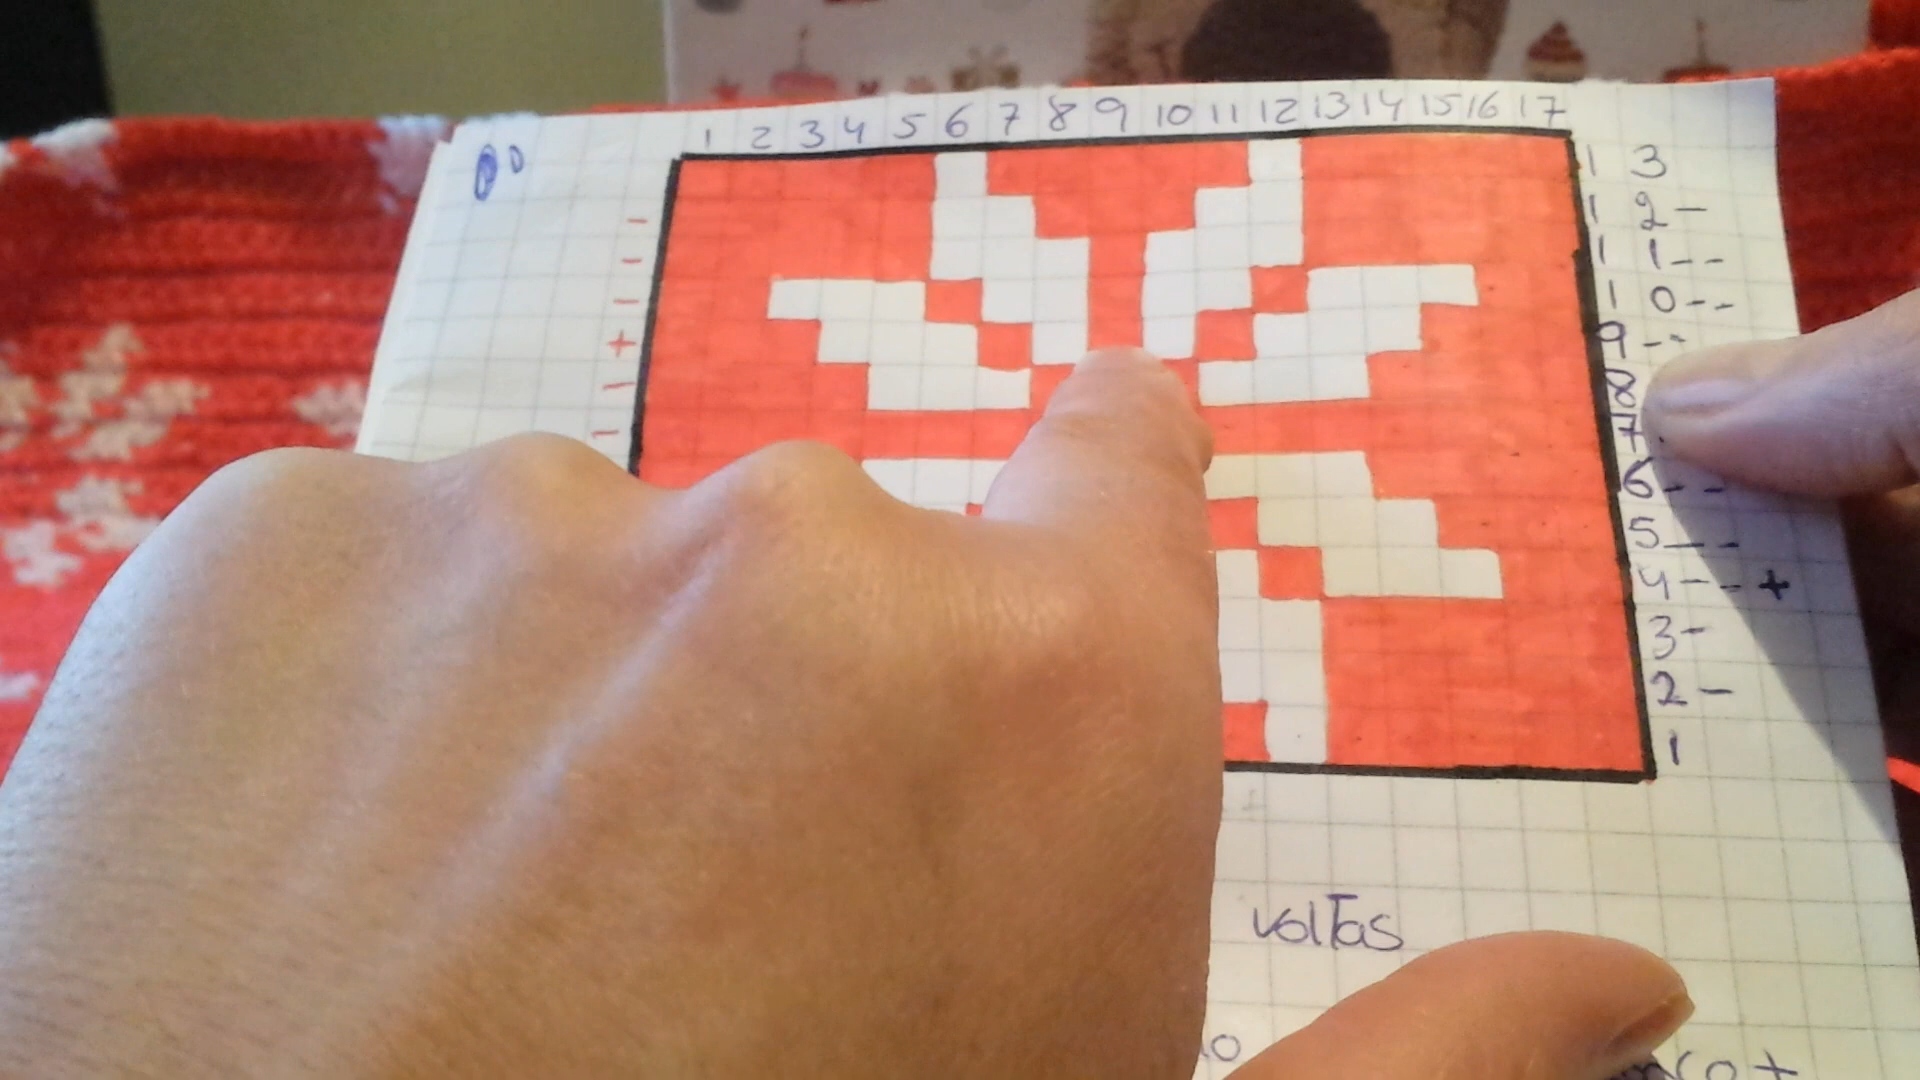 1 2 3 4 5 6 7 8 9 10 11 12 13 14 15 16 17
13
- 12 -
- 11 --
- 10 --
+ 9 --
- 8
- 7
6 --
5 --
4 -- +
3 -
2 -
1
voltas